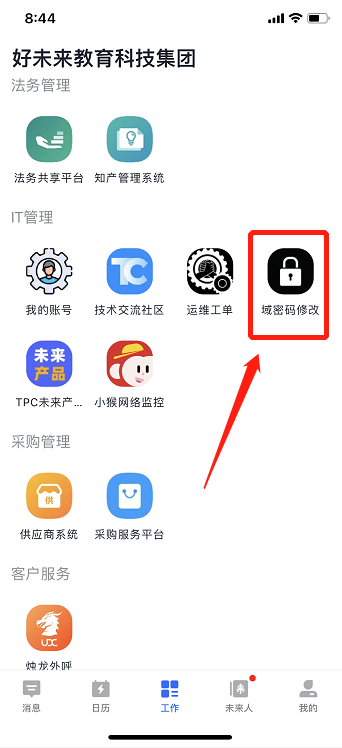 8:44
好未来教育科技集团
法务管理
法务共享平台 知产管理系统
IT管理
TC
我的账号 技术交流社区 运维工单 域密码修改
未来
产品
TPC未来产... 小猴网络监控
采购管理
供
供应商系统 采购服务平台
客户服务
UDC
烛龙外呼
消息 日历 工作 未来人 我的